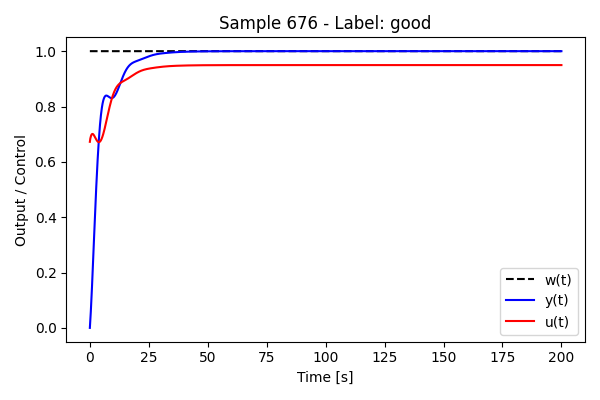 Sample 676 - Label: good
Output / Control
1.0
0.8
0.6
0.4
0.2
0.0
w(t)
y(t)
u(t)
0 25 50 75 100 125 150 175 200
Time [s]